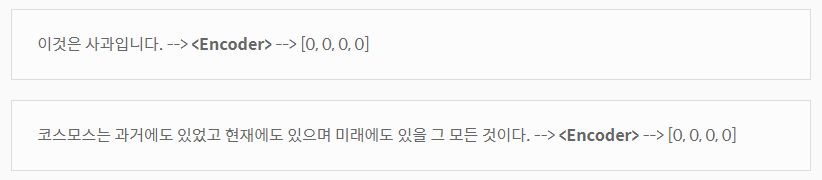 이것은 사과입니다. --> <Encoder> --> [0, 0, 0, 0]
코스모스는 과거에도 있었고 현재에도 있으며 미래에도 있을 그 모든 것이다. --> <Encoder> --> [0, 0, 0, 0]